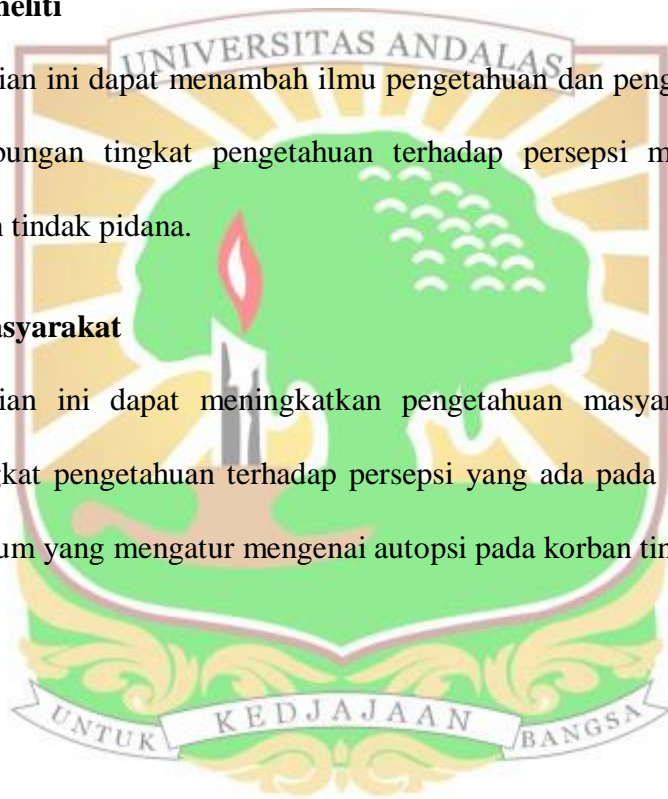 neliti
UNIVERSITAS ANDALAS
ian ini dapat menambah ilmu pengetahuan dan peng
bungan tingkat pengetahuan terhadap persepsi m
n tindak pidana.
asyarakat
ian ini dapat meningkatkan pengetahuan masyar
gkat pengetahuan terhadap persepsi yang ada pada
um yang mengatur mengenai autopsi pada korban tin
UNTUK KEDJAJAAN BANGSA